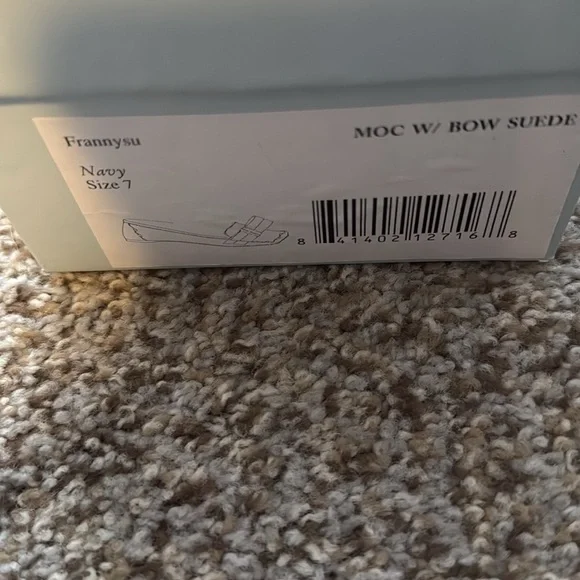 Frannysu
MOC W/ BOW SUEDE
Navy
Size 7
8 41402 12716 8